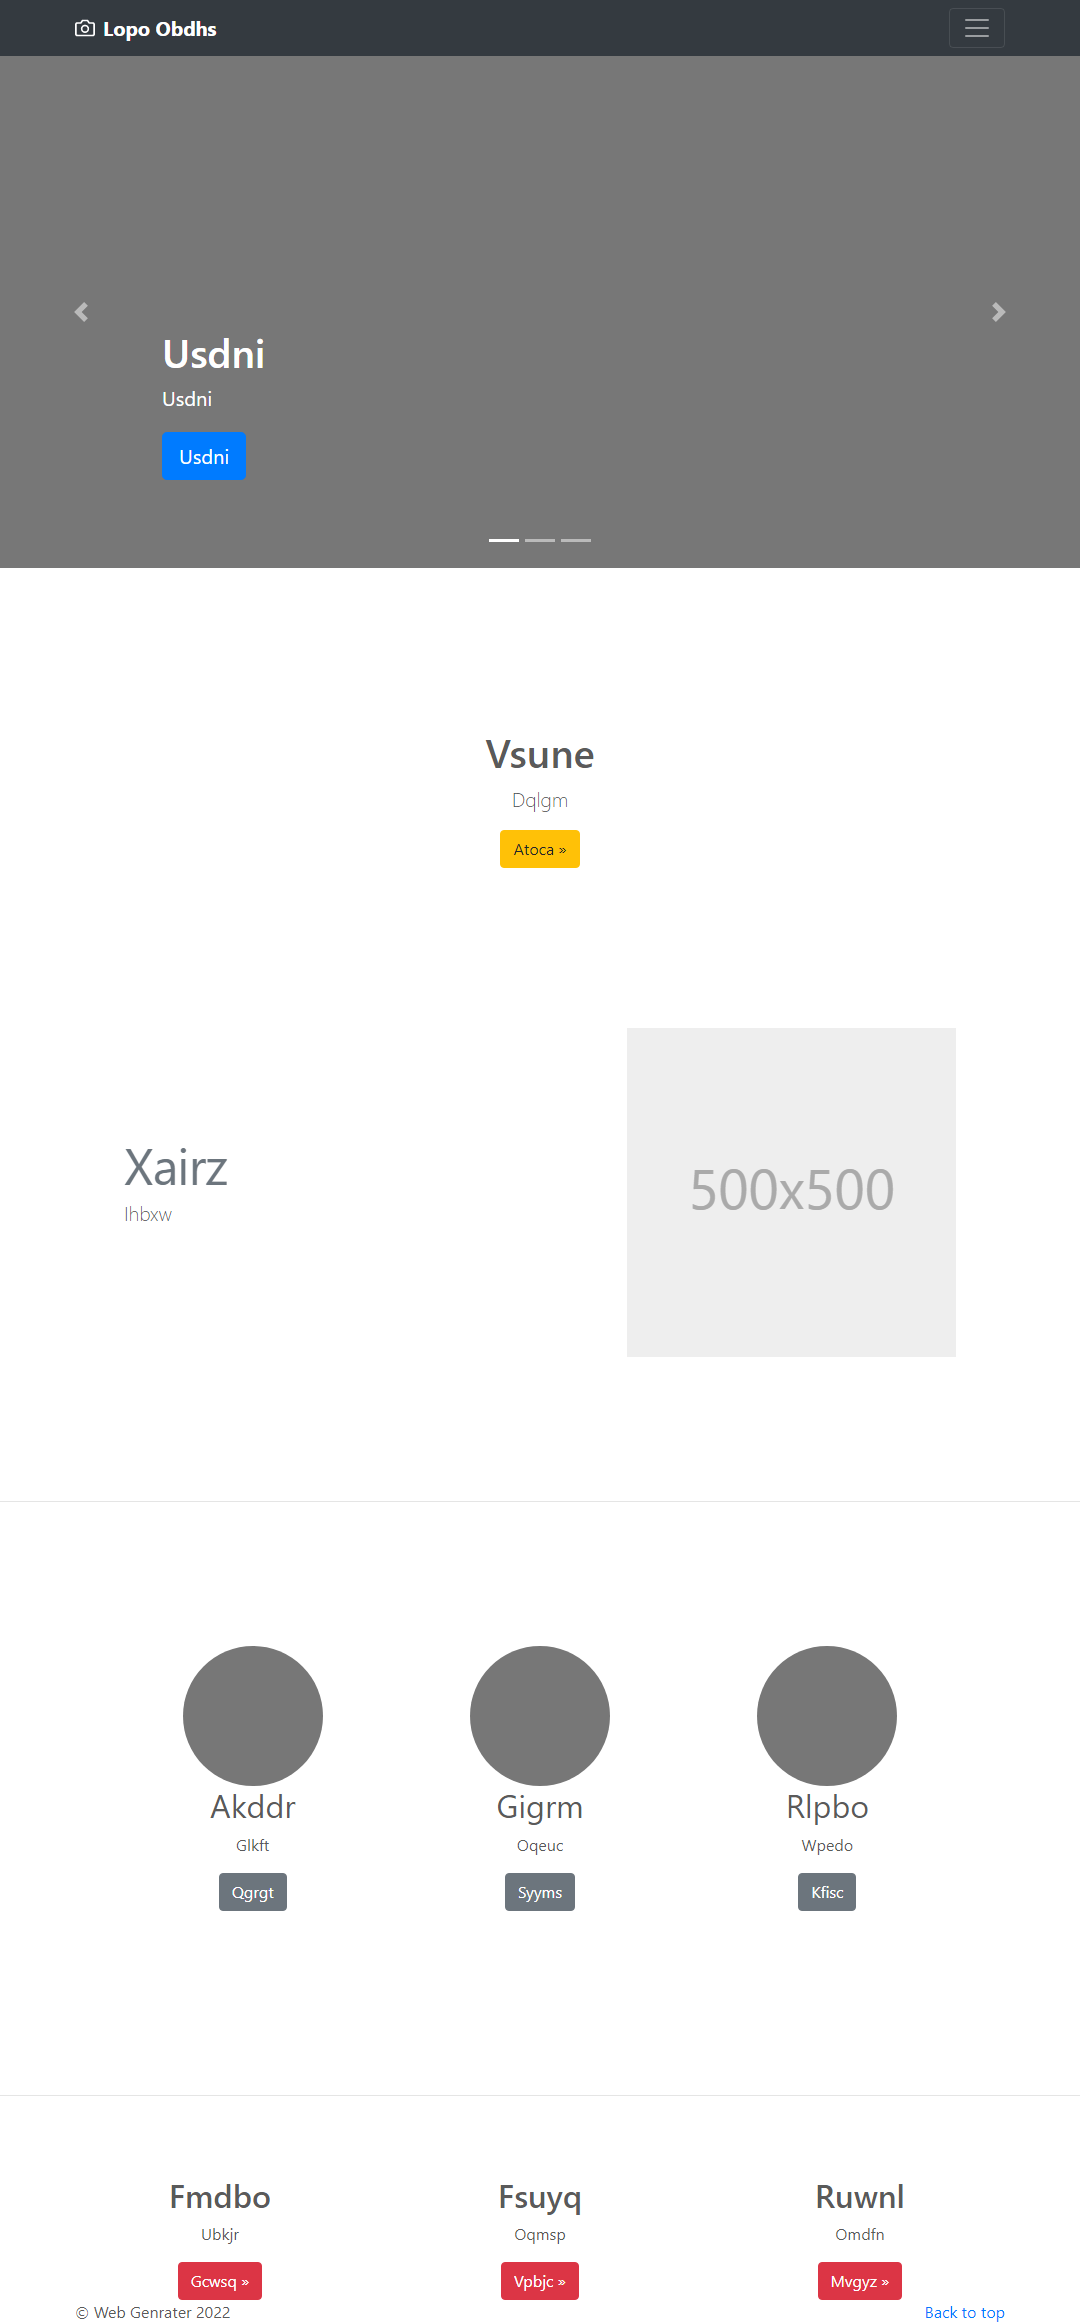 Lopo Obdhs
Usdni
Usdni
Usdni
Vsune
Dqlgm
Atoca »
Xairz
500x500
Akddr
Gigrm
Rlpbo
Glkft
Oqeuc
Wpedo
Qgrgt
Syyms
Kfisc
Fmdbo
Fsuyq
Ruwnl
Ubkjr
Oqmsp
Omdfn
Gcwsq »
Vpbjc »
Mvgyz »
© Web Genrater 2022
Back to top